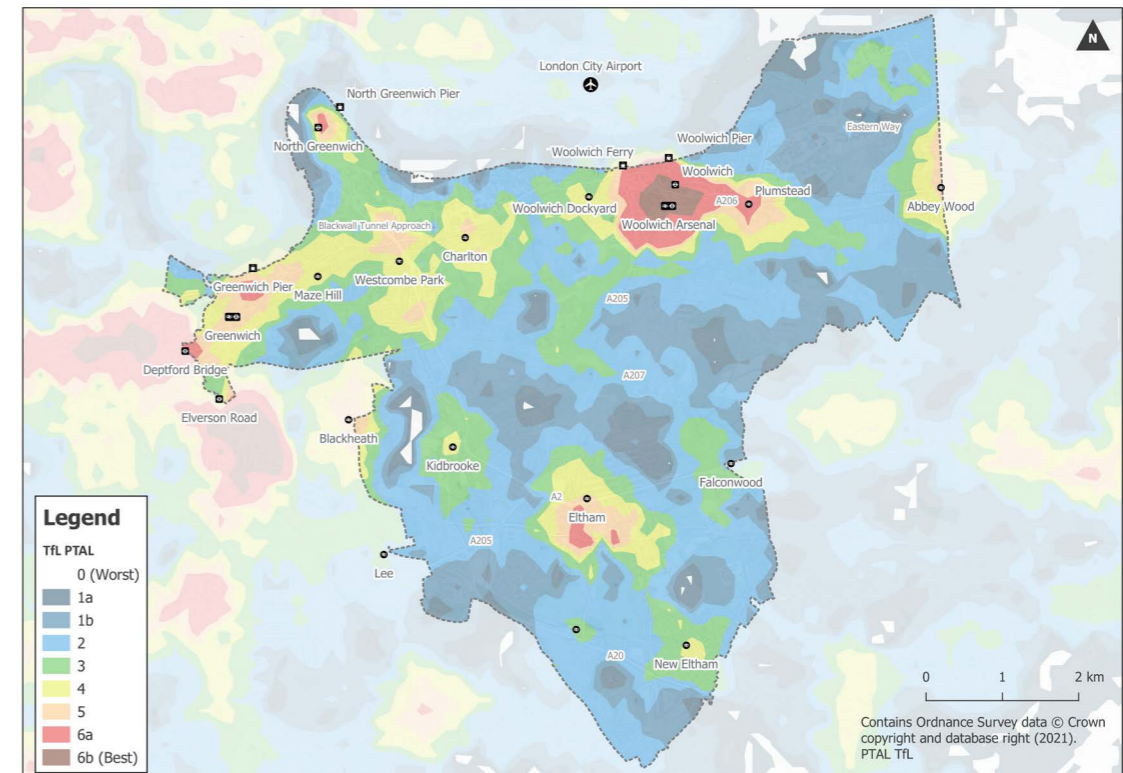 N
London City Airport
North Greenwich Pier
North Greenwich
Eastern Way
Woolwich Pier
Woolwich Ferry
Woolwich
Plumstead
A206
Abbey Wood
Woolwich Dockyard
Woolwich Arsenal
Blackwall Tunnel Approach
Charlton
Westcombe Park
Greenwich Pier
Maze Hill
A205
Greenwich
Deptford Bridge
A207
Elverson Road
Blackheath
Kidbrooke
Falconwood
A2
Eltham
A205
Lee
A20
New Eltham
Legend
TfL PTAL
0 (Worst)
1a
1b
2
3
4
5
6a
6b (Best)
0 1 2 km
Contains Ordnance Survey data © Crown
copyright and database right (2021).
PTAL TfL